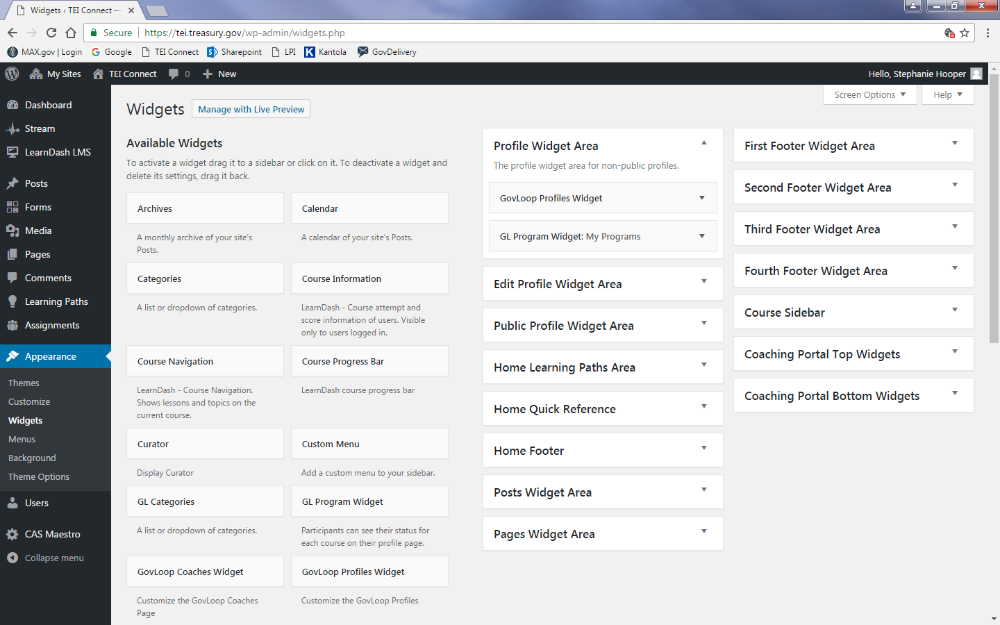 Widgets ‹ TEI Connect —
Secure
https://tei.treasury.gov/wp-admin/widgets.php
MAX.gov | Login
Google
TEI Connect
Sharepoint
LPI
Kantola
GovDelivery
My Sites
TEI Connect
0
New
Hello, Stephanie Hooper
Dashboard
Stream
LearnDash LMS
Posts
Forms
Media
Pages
Comments
Learning Paths
Assignments
Appearance
Themes
Customize
Widgets
Menus
Background
Theme Options
Users
CAS Maestro
Collapse menu
Screen Options
Help
Widgets
Manage with Live Preview
Available Widgets
To activate a widget drag it to a sidebar or click on it. To deactivate a widget and
delete its settings, drag it back.
Archives
A monthly archive of your site’s
Posts.
Calendar
A calendar of your site’s Posts.
Categories
A list or dropdown of categories.
Course Information
LearnDash - Course attempt and
score information of users. Visible
only to users logged in.
Course Navigation
LearnDash - Course Navigation.
Shows lessons and topics on the
current course.
Course Progress Bar
LearnDash course progress bar
Curator
Display Curator
Custom Menu
Add a custom menu to your sidebar.
GL Categories
A list or dropdown of categories.
GL Program Widget
Participants can see their status for
each course on their profile page.
GovLoop Coaches Widget
Customize the GovLoop Coaches
Page
GovLoop Profiles Widget
Customize the GovLoop Profiles
Profile Widget Area
The profile widget area for non-public profiles.
GovLoop Profiles Widget
GL Program Widget: My Programs
Edit Profile Widget Area
Public Profile Widget Area
Home Learning Paths Area
Home Quick Reference
Home Footer
Posts Widget Area
Pages Widget Area
First Footer Widget Area
Second Footer Widget Area
Third Footer Widget Area
Fourth Footer Widget Area
Course Sidebar
Coaching Portal Top Widgets
Coaching Portal Bottom Widgets